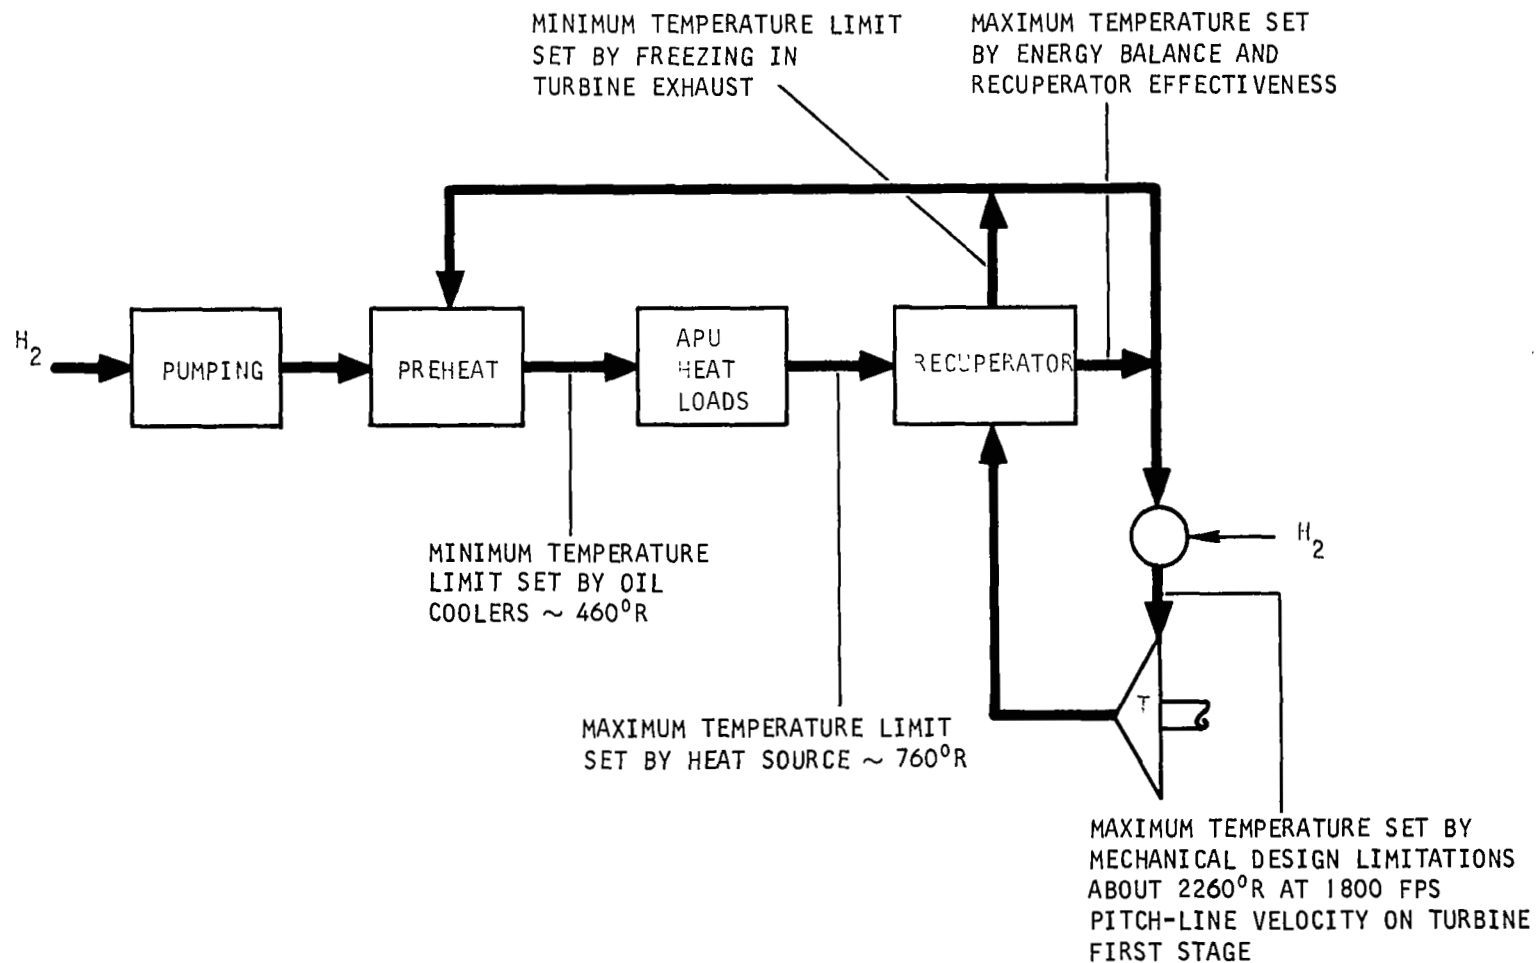 MINIMUM TEMPERATURE LIMIT
SET BY FREEZING IN
TURBINE EXHAUST
MAXIMUM TEMPERATURE SET
BY ENERGY BALANCE AND
RECUPERATOR EFFECTIVENESS
H2
PUMPING
PREHEAT
APU
HEAT
LOADS
RECUPERATOR
H2
MINIMUM TEMPERATURE
LIMIT SET BY OIL
COOLERS ~ 460°R
T
MAXIMUM TEMPERATURE LIMIT
SET BY HEAT SOURCE ~ 760°R
MAXIMUM TEMPERATURE SET BY
MECHANICAL DESIGN LIMITATIONS
ABOUT 2260°R AT 1800 FPS
PITCH-LINE VELOCITY ON TURBINE
FIRST STAGE